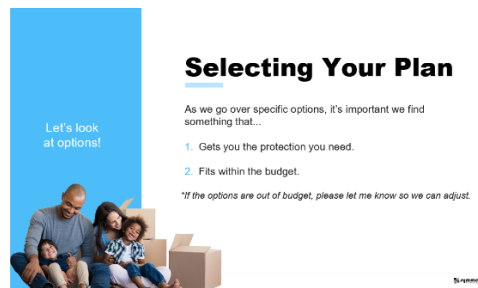 Selecting Your Plan
Let's look
at options!
As we go over specific options, it's important we find
something that...
1. Gets you the protection you need.
2. Fits within the budget.
*If the options are out of budget, please let me know so we can adjust.